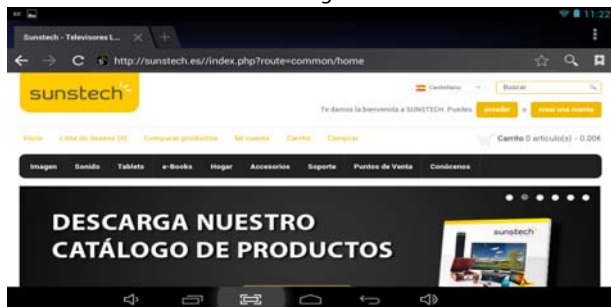 11:22
Sunstech - Televisores L...
http://sunstech.es//index.php?route=common/home
sunstech
Castellano
Buscar
Te damos la bienvenida a SUNSTECH. Puedes acceder o crear una cuenta
Inicio Lista de deseos (0) Comparar productos Mi cuenta Carrito Comprar
Carrito 0 artículo(s) - 0.00€
Imagen Sonido Tablets e-Books Hogar Accesorios Soporte Puntos de Venta Conócenos
DESCARGA NUESTRO
CATÁLOGO DE PRODUCTOS
sunstech